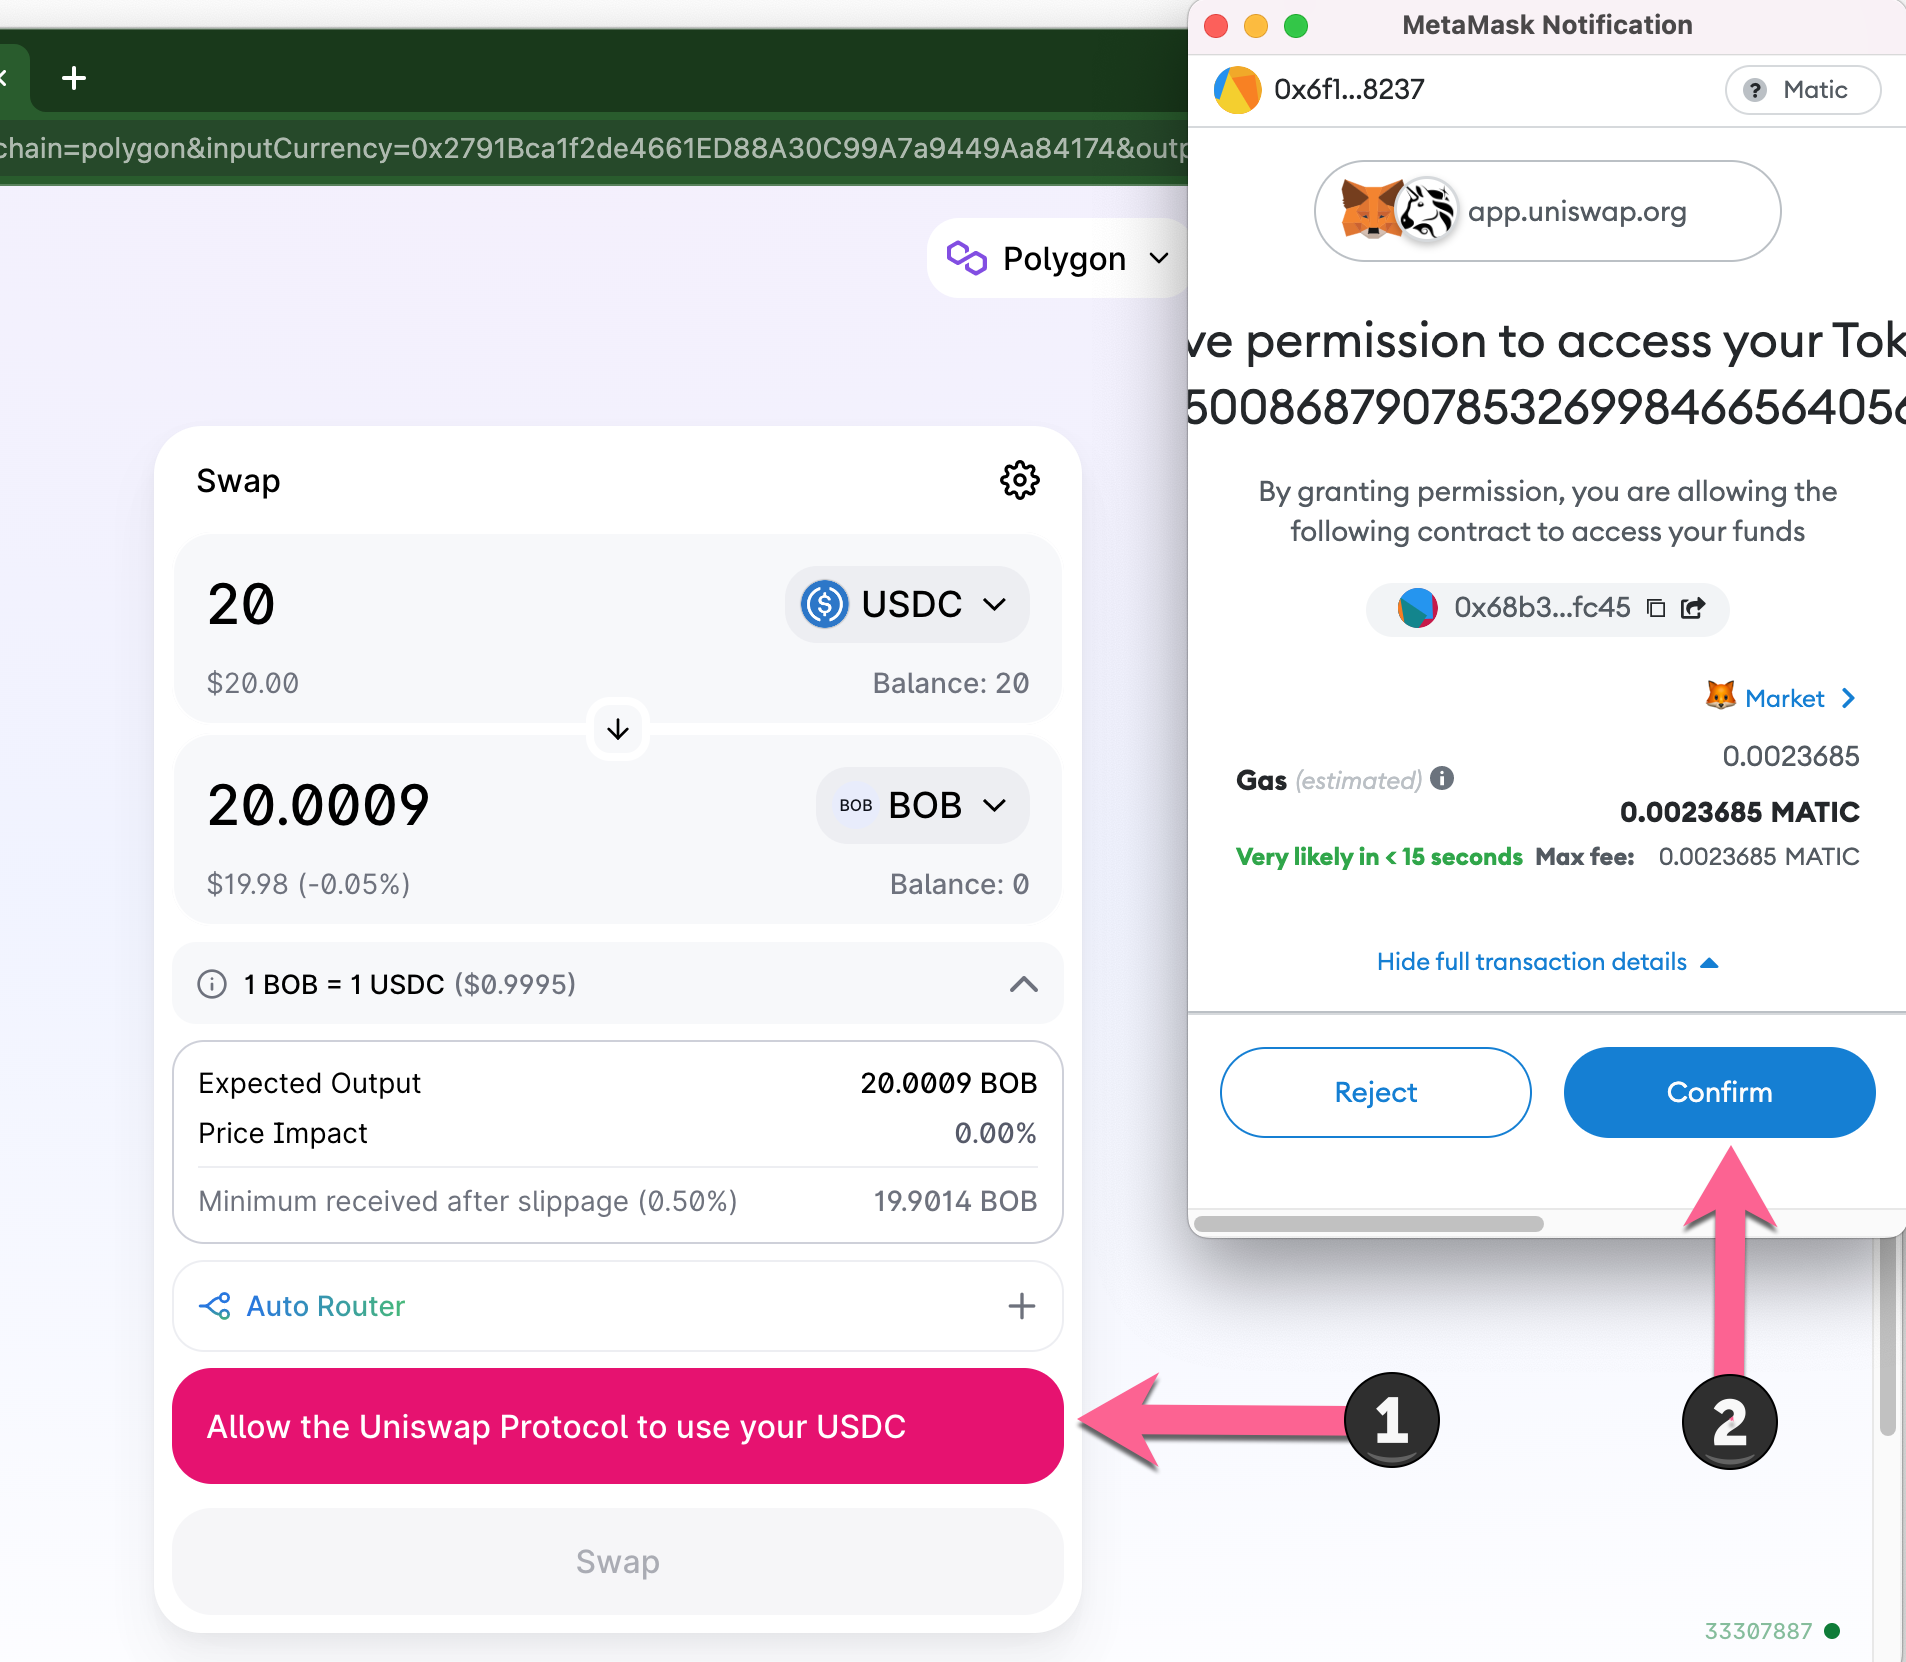 chain=polygon&inputCurrency=0x2791Bca1f2de4661ED88A30C99A7a9449Aa84174&outp
Polygon
Swap
20
USDC
$20.00
Balance: 20
20.0009
BOB BOB
$19.98 (-0.05%)
Balance: 0
1 BOB = 1 USDC ($0.9995)
Expected Output 20.0009 BOB
Price Impact 0.00%
Minimum received after slippage (0.50%) 19.9014 BOB
Auto Router
Allow the Uniswap Protocol to use your USDC
Swap
MetaMask Notification
0x6f1...8237
? Matic
app.uniswap.org
ve permission to access your Tok
500868790785326998466564056
By granting permission, you are allowing the
following contract to access your funds
0x68b3...fc45
Market
0.0023685
Gas (estimated)
0.0023685 MATIC
Very likely in < 15 seconds Max fee: 0.0023685 MATIC
Hide full transaction details
Reject
Confirm
1
2
33307887